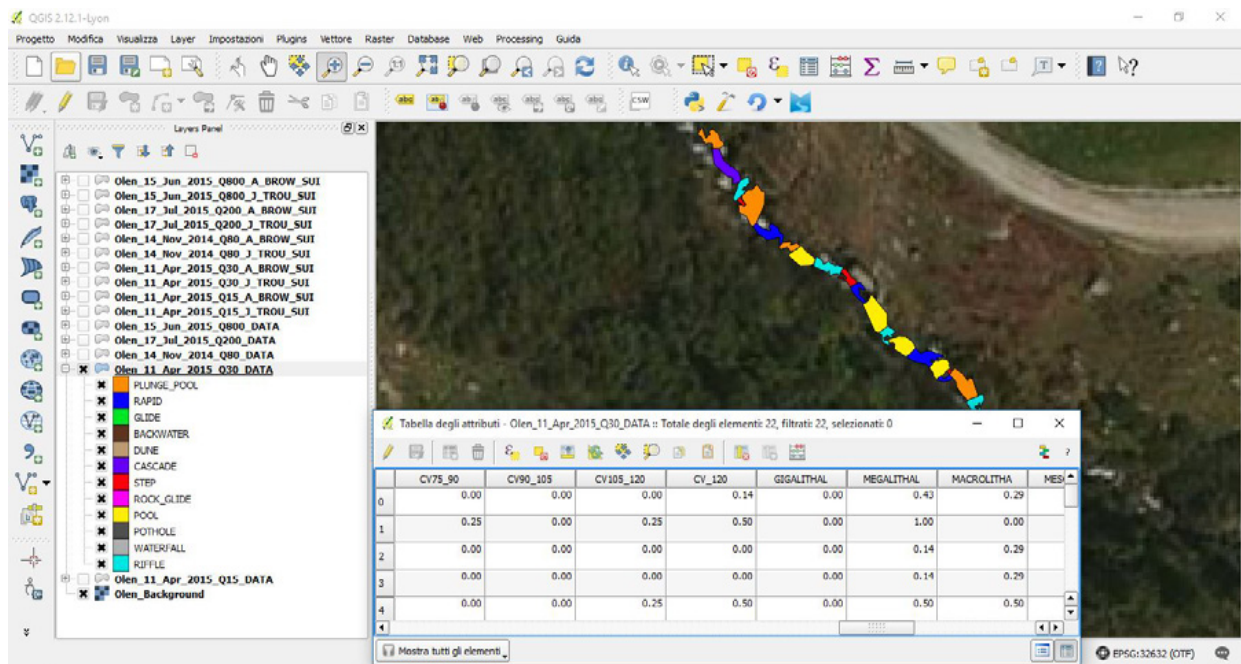 QGIS 2.12.1-Lyon
Progetto Modifica Visualizza Layer Impostazioni Plugins Vettore Raster Database Web Processing Guida
Layers Panel
Olen_15_Jun_2015_Q800_A_BROW_SUI
Olen_15_Jun_2015_Q800_J_TROU_SUI
Olen_17_Jul_2015_Q200_A_BROW_SUI
Olen_17_Jul_2015_Q200_J_TROU_SUI
Olen_14_Nov_2014_Q80_A_BROW_SUI
Olen_14_Nov_2014_Q80_J_TROU_SUI
Olen_11_Apr_2015_Q30_A_BROW_SUI
Olen_11_Apr_2015_Q30_J_TROU_SUI
Olen_11_Apr_2015_Q15_A_BROW_SUI
Olen_11_Apr_2015_Q15_J_TROU_SUI
Olen_15_Jun_2015_Q800_DATA
Olen_17_Jul_2015_Q200_DATA
Olen_14_Nov_2014_Q80_DATA
Olen_11_Apr_2015_Q30_DATA
PLUNGE_POOL
RAPID
GLIDE
BACKWATER
DUNE
CASCADE
STEP
ROCK_GLIDE
POOL
POTHOLE
WATERFALL
RIFFLE
Olen_11_Apr_2015_Q15_DATA
Olen_Background
Tabella degli attributi - Olen_11_Apr_2015_Q30_DATA :: Totale degli elementi: 22, filtrati: 22, selezionati: 0
CV75_90 CV90_105 CV105_120 CV_120 GIGALITHAL MEGALITHAL MACROLITHA MES
0 0.00 0.00 0.00 0.14 0.00 0.43 0.29
1 0.25 0.00 0.25 0.50 0.00 1.00 0.00
2 0.00 0.00 0.00 0.00 0.00 0.14 0.29
3 0.00 0.00 0.00 0.00 0.00 0.14 0.29
4 0.00 0.00 0.25 0.50 0.00 0.50 0.50
Mostra tutti gli elementi
EPSG:32632 (OTF)